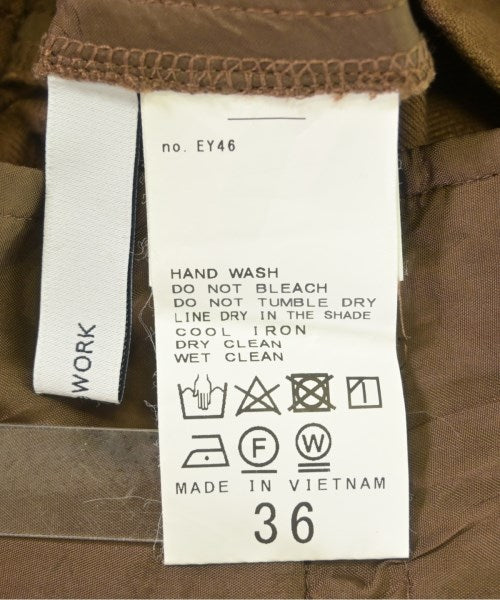 no. EY46
HAND WASH
DO NOT BLEACH
DO NOT TUMBLE DRY
LINE DRY IN THE SHADE
COOL IRON
DRY CLEAN
WET CLEAN
F W
MADE IN VIETNAM
36
WORK